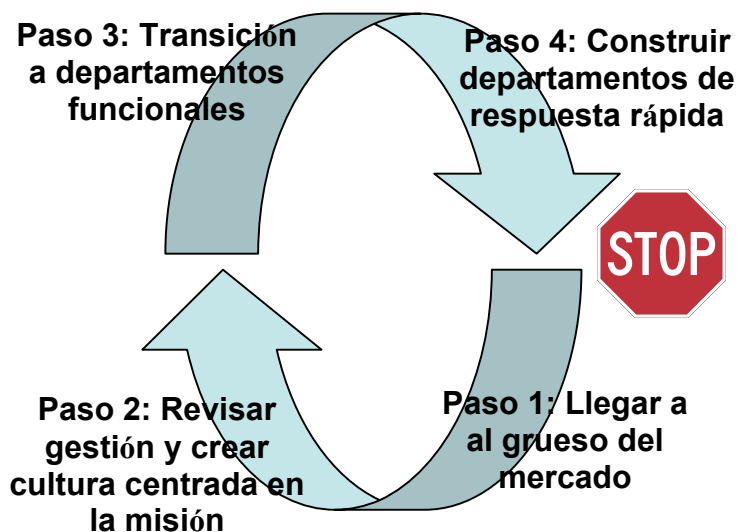 Paso 3: Transición
a departamentos
funcionales
Paso 4: Construir
departamentos de
respuesta rápida
STOP
Paso 2: Revisar
gestión y crear
cultura centrada en
la misión
Paso 1: Llegar a
al grueso del
mercado